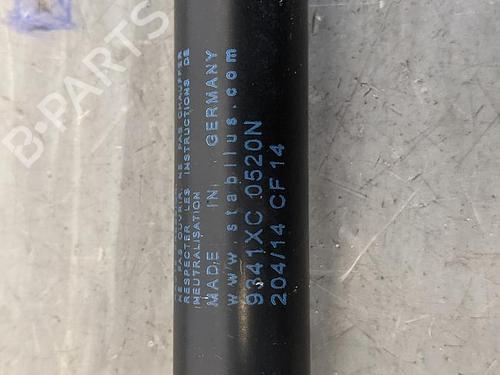 NE PAS OUVRIR. NE PAS CHAUFFER
RESPECTER LES INSTRUCTIONS DE
NEUTRALISATION
MADE IN GERMANY
www.stabilus.com
9341XC 0520N
204/14 CF14
B-PARTS